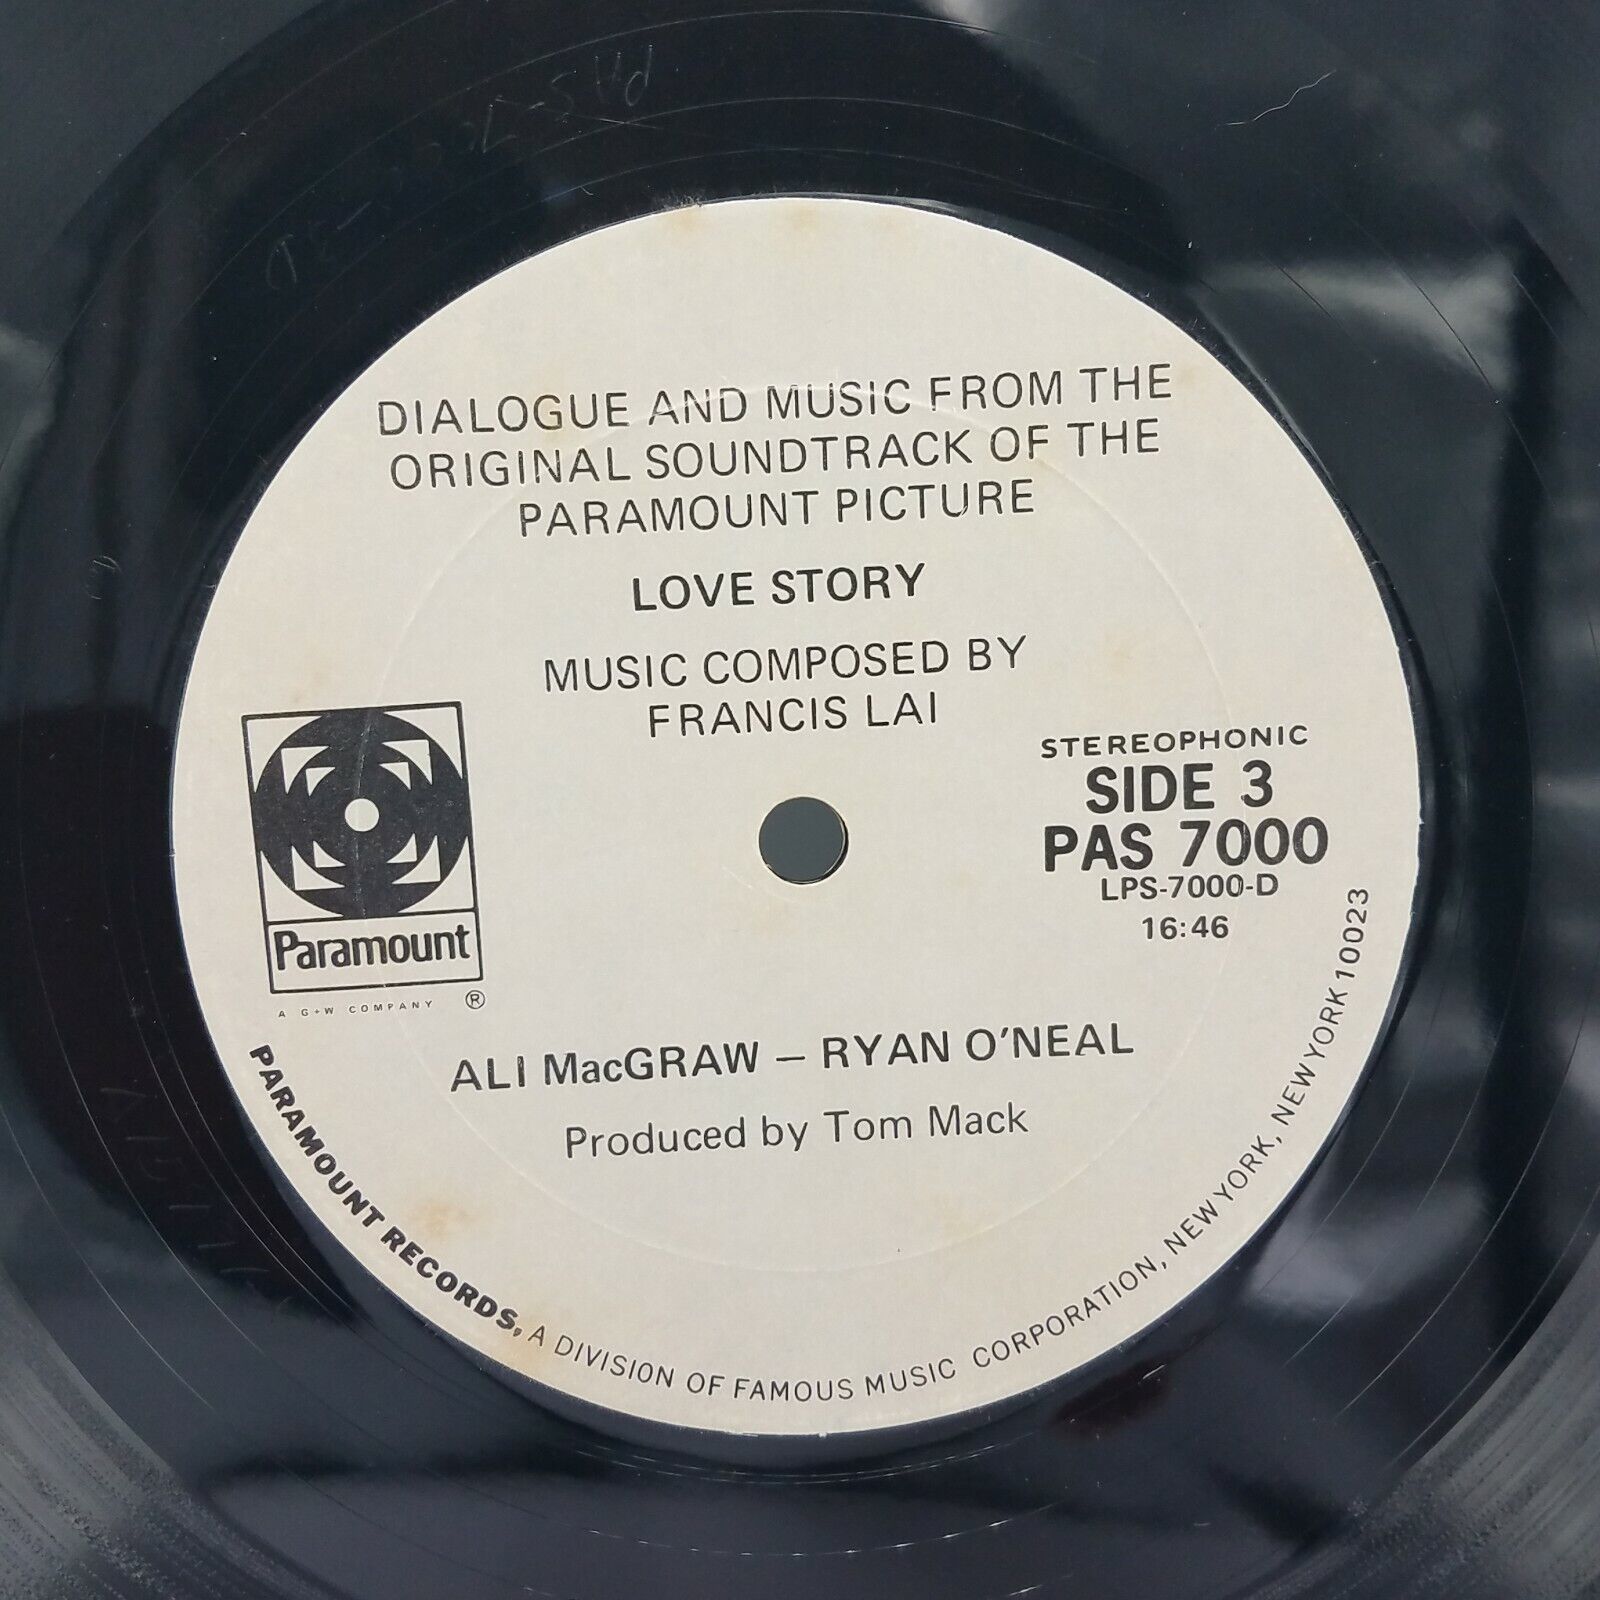 DIALOGUE AND MUSIC FROM THE
ORIGINAL SOUNDTRACK OF THE
PARAMOUNT PICTURE
LOVE STORY
MUSIC COMPOSED BY
FRANCIS LAI
STEREOPHONIC
SIDE 3
PAS 7000
LPS-7000-D
16:46
Paramount
A G+W COMPANY ®
ALI MacGRAW – RYAN O'NEAL
Produced by Tom Mack
PARAMOUNT RECORDS, A DIVISION OF FAMOUS MUSIC CORPORATION, NEW YORK, NEW YORK 10023